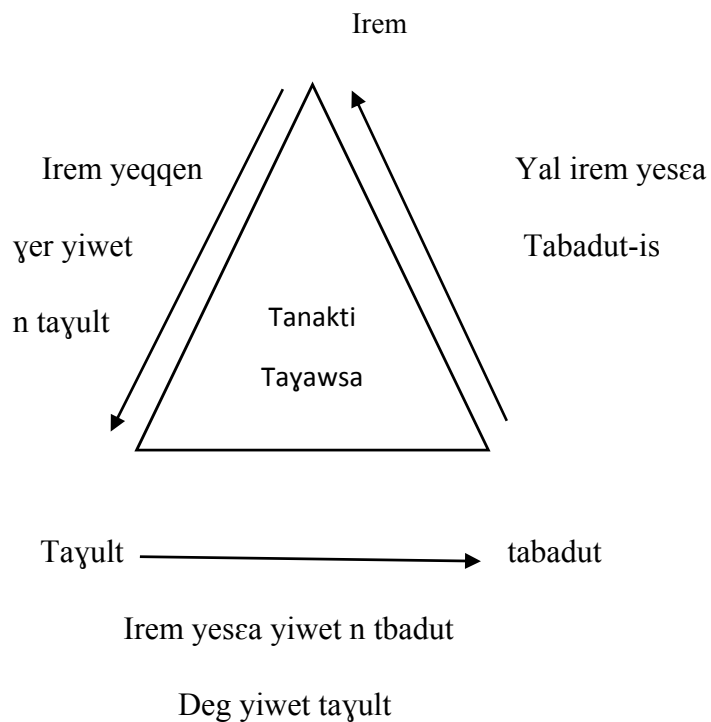 Irem
Irem yeqqen
ɣer yiwet
n taɣult
Yal irem yesɛa
Tabadut-is
Tanakti
Taɣawsa
Taɣult
tabadut
Irem yesɛa yiwet n tbadut
Deg yiwet taɣult